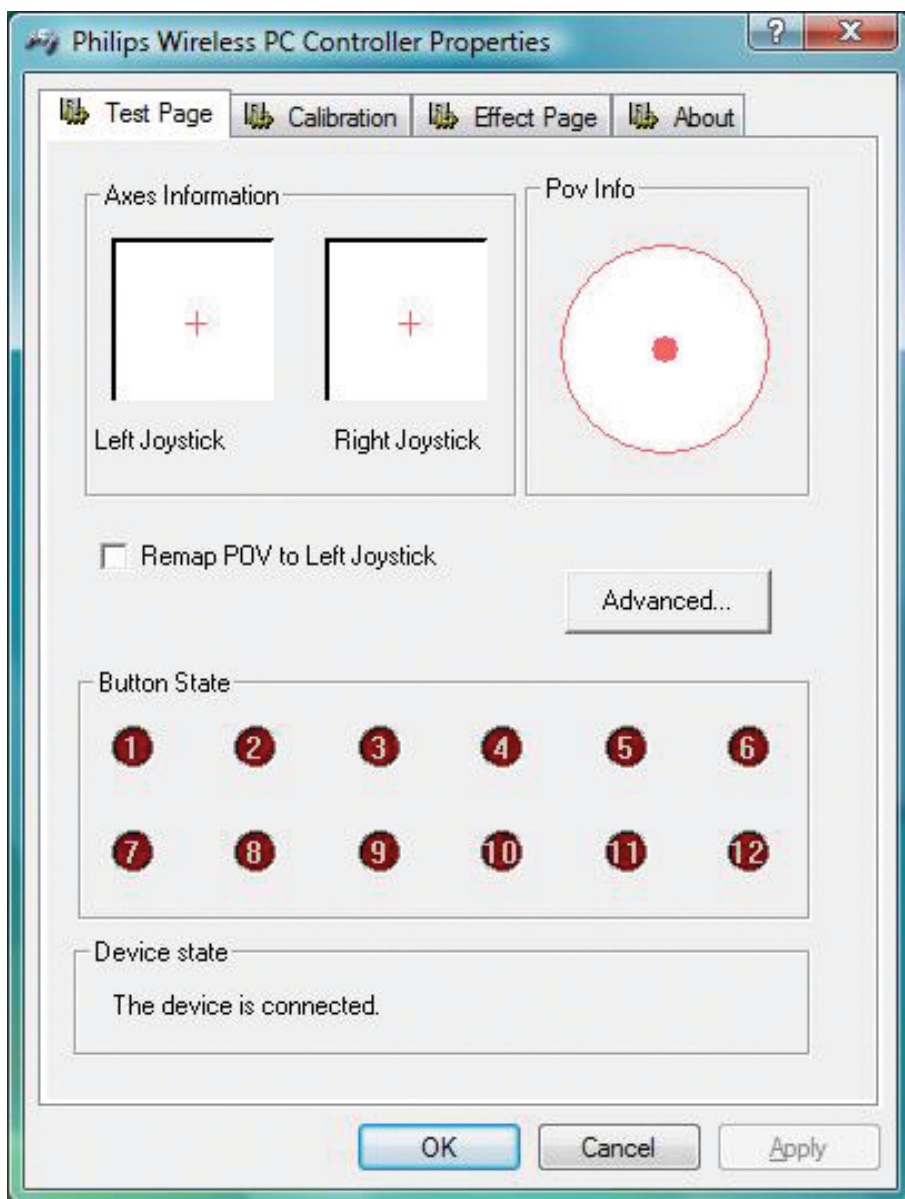 Philips Wireless PC Controller Properties
? X
Test Page Calibration Effect Page About
Axes Information
Pov Info
Left Joystick Right Joystick
Remap POV to Left Joystick
Advanced...
Button State
1 2 3 4 5 6
7 8 9 10 11 12
Device state
The device is connected.
OK Cancel Apply